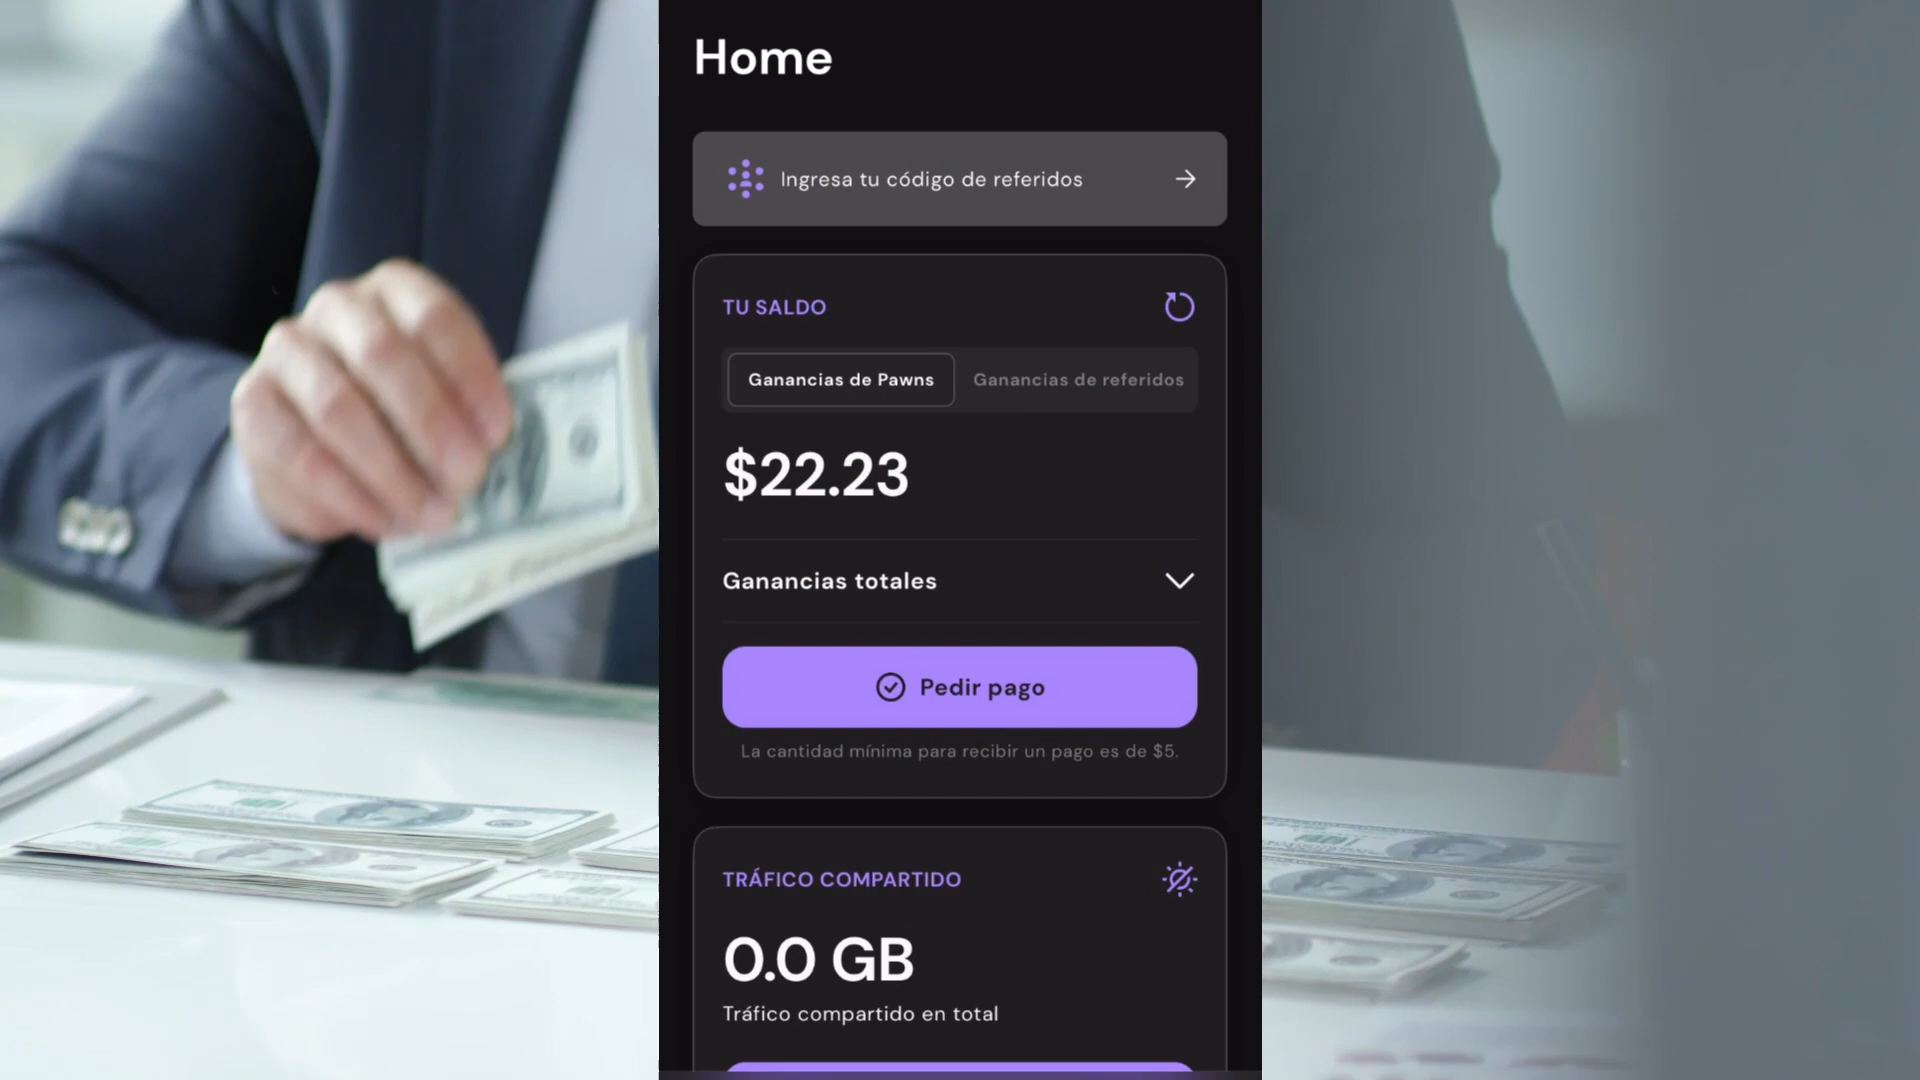 Home
Ingresa tu código de referidos
TU SALDO
Ganancias de Pawns
Ganancias de referidos
$22.23
Ganancias totales
Pedir pago
La cantidad mínima para recibir un pago es de $5.
TRÁFICO COMPARTIDO
0.0 GB
Tráfico compartido en total